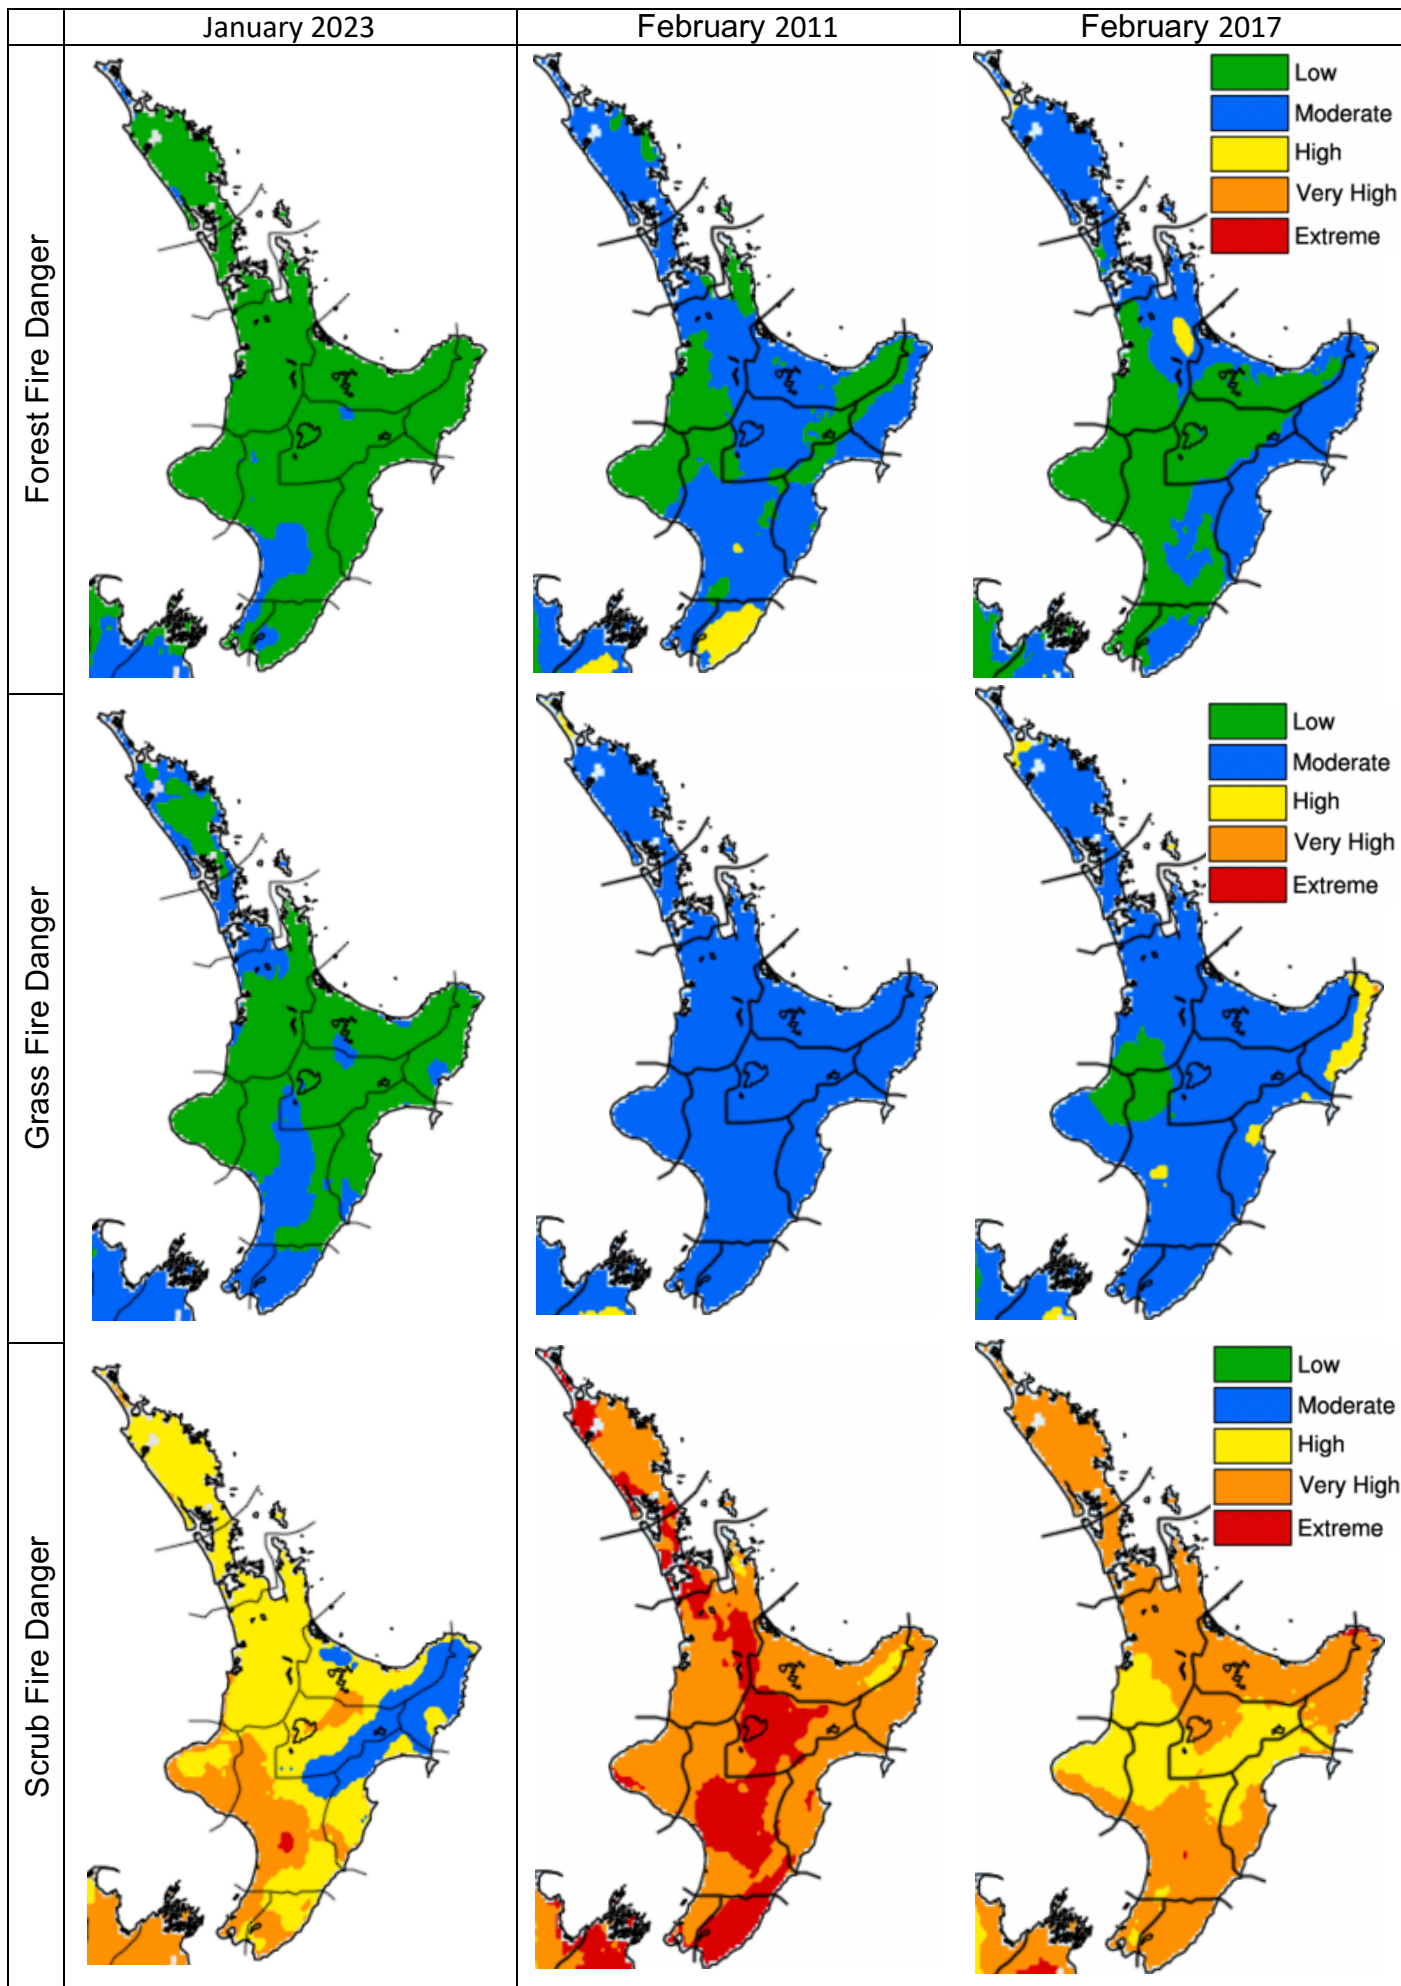 January 2023
February 2011
February 2017
Forest Fire Danger
Low
Moderate
High
Very High
Extreme
Grass Fire Danger
Low
Moderate
High
Very High
Extreme
Scrub Fire Danger
Low
Moderate
High
Very High
Extreme